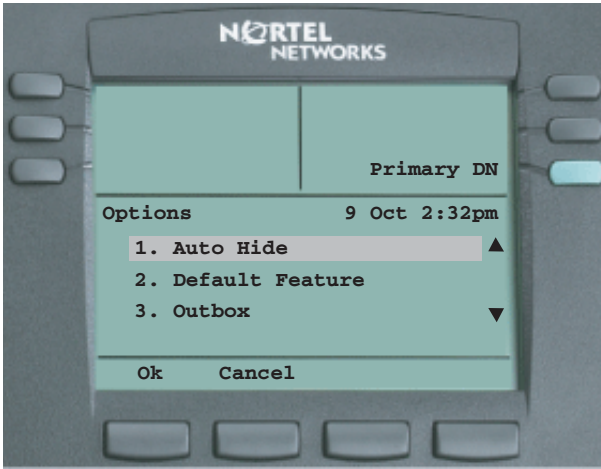 NORTEL
NETWORKS
Primary DN
Options 9 Oct 2:32pm
1. Auto Hide
2. Default Feature
3. Outbox
Ok Cancel